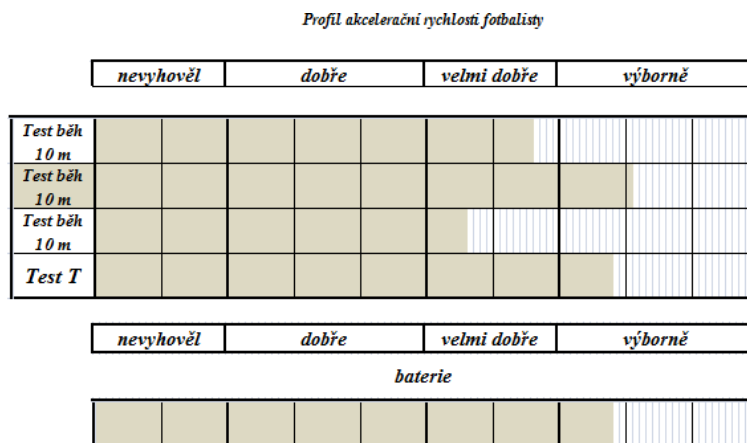 Profil akcelerační rychlosti fotbalisty
nevyhověl dobře velmi dobře výborně
Test běh
10 m
Test běh
10 m
Test běh
10 m
Test T
nevyhověl dobře velmi dobře výborně
baterie